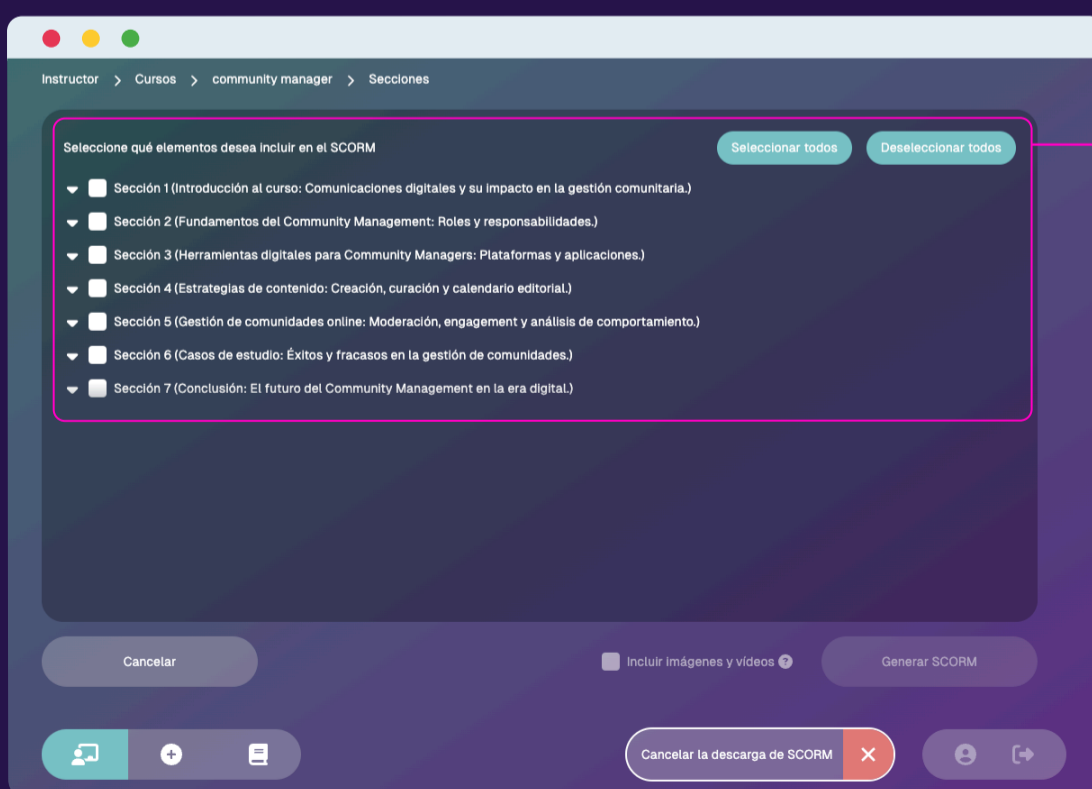 Instructor > Cursos > community manager > Secciones
Seleccione qué elementos desea incluir en el SCORM
Seleccionar todos
Deseleccionar todos
Sección 1 (Introducción al curso: Comunicaciones digitales y su impacto en la gestión comunitaria.)
Sección 2 (Fundamentos del Community Management: Roles y responsabilidades.)
Sección 3 (Herramientas digitales para Community Managers: Plataformas y aplicaciones.)
Sección 4 (Estrategias de contenido: Creación, curación y calendario editorial.)
Sección 5 (Gestión de comunidades online: Moderación, engagement y análisis de comportamiento.)
Sección 6 (Casos de estudio: Éxitos y fracasos en la gestión de comunidades.)
Sección 7 (Conclusión: El futuro del Community Management en la era digital.)
Cancelar
Incluir imágenes y vídeos ?
Generar SCORM
Cancelar la descarga de SCORM